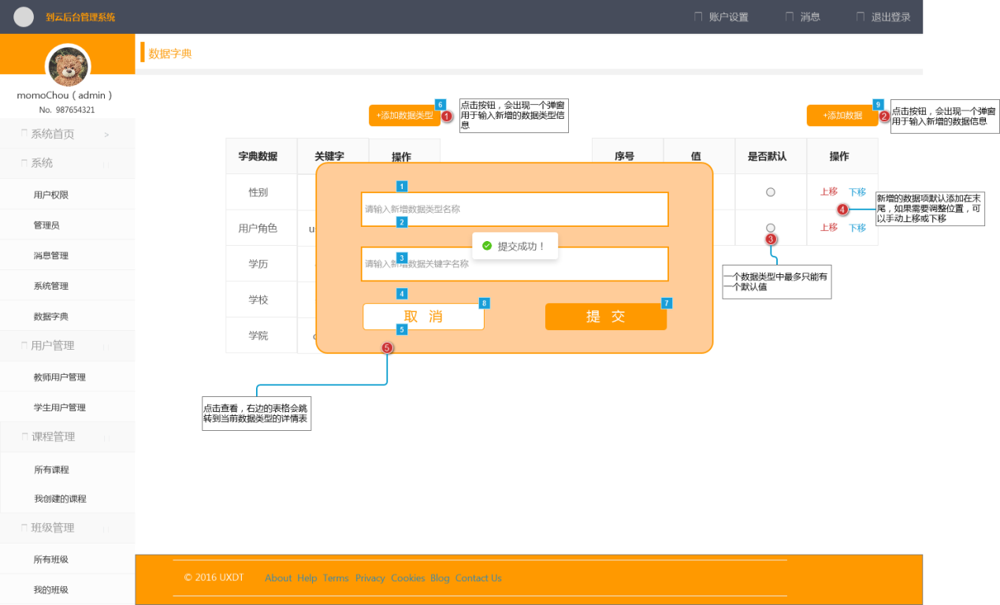 到云后台管理系统
账户设置
消息
退出登录
数据字典
momoChou ( admin )
No. 987654321
系统首页 >
系统
用户权限
管理员
消息管理
系统管理
数据字典
用户管理
教师用户管理
学生用户管理
课程管理
所有课程
我创建的课程
班级管理
所有班级
我的班级
+添加数据类型
6
1
点击按钮，会出现一个弹窗
用于输入新增的数据类型信
息
+添加数据
9
2
点击按钮，会出现一个弹窗
用于输入新增的数据信息
字典数据 关键字 操作
性别
用户角色
学历
学校
学院
序号 值 是否默认 操作
上移 下移
上移 下移
4
新增的数据项默认添加在末
尾，如果需要调整位置，可
以手动上移或下移
3
一个数据类型中最多只能有
一个默认值
1
请输入新增数据类型名称
2
提交成功！
3
请输入新增数据关键字名称
4
8
7
取 消
提 交
5
5
点击查看，右边的表格会跳
转到当前数据类型的详情表
© 2016 UXDT About Help Terms Privacy Cookies Blog Contact Us